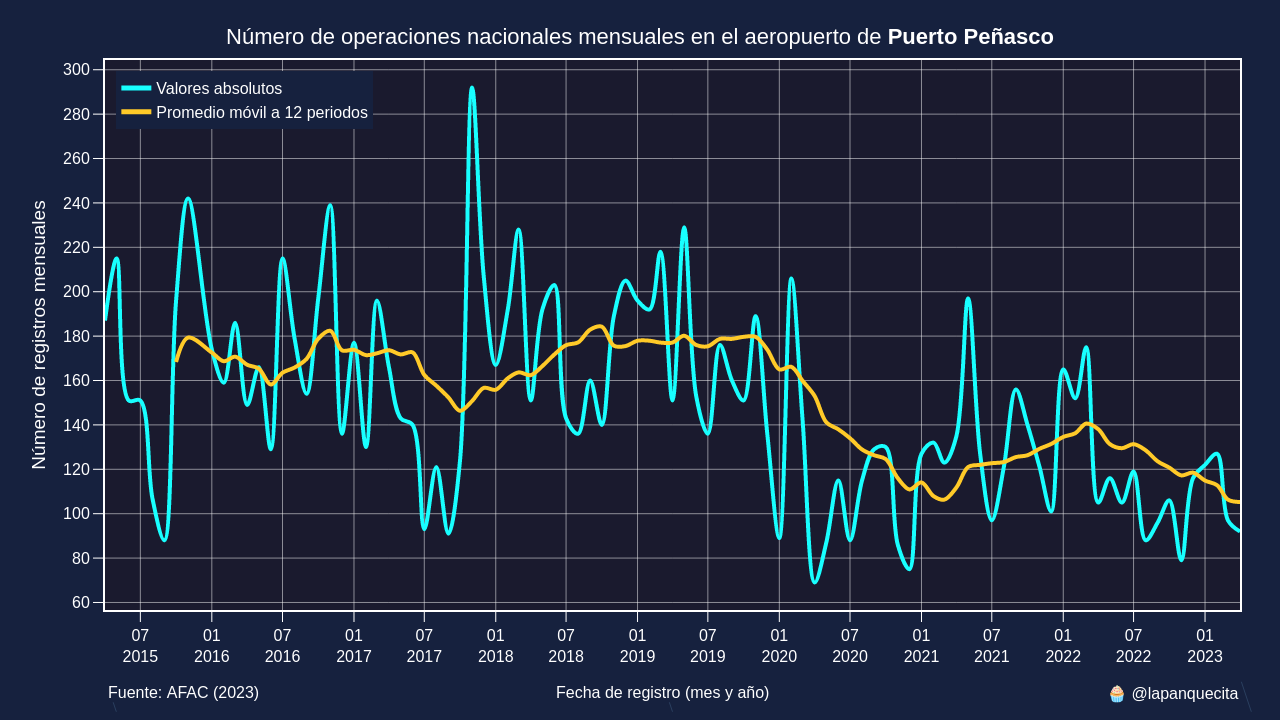 Número de operaciones nacionales mensuales en el aeropuerto de Puerto Peñasco
Valores absolutos
Promedio móvil a 12 periodos
Número de registros mensuales
300
280
260
240
220
200
180
160
140
120
100
80
60
07 01 07 01 07 01 07 01 07 01 07 01 07 01 07 01
2015 2016 2016 2017 2017 2018 2018 2019 2019 2020 2020 2021 2021 2022 2022 2023
Fuente: AFAC (2023) Fecha de registro (mes y año) 🧁 @lapanquecita